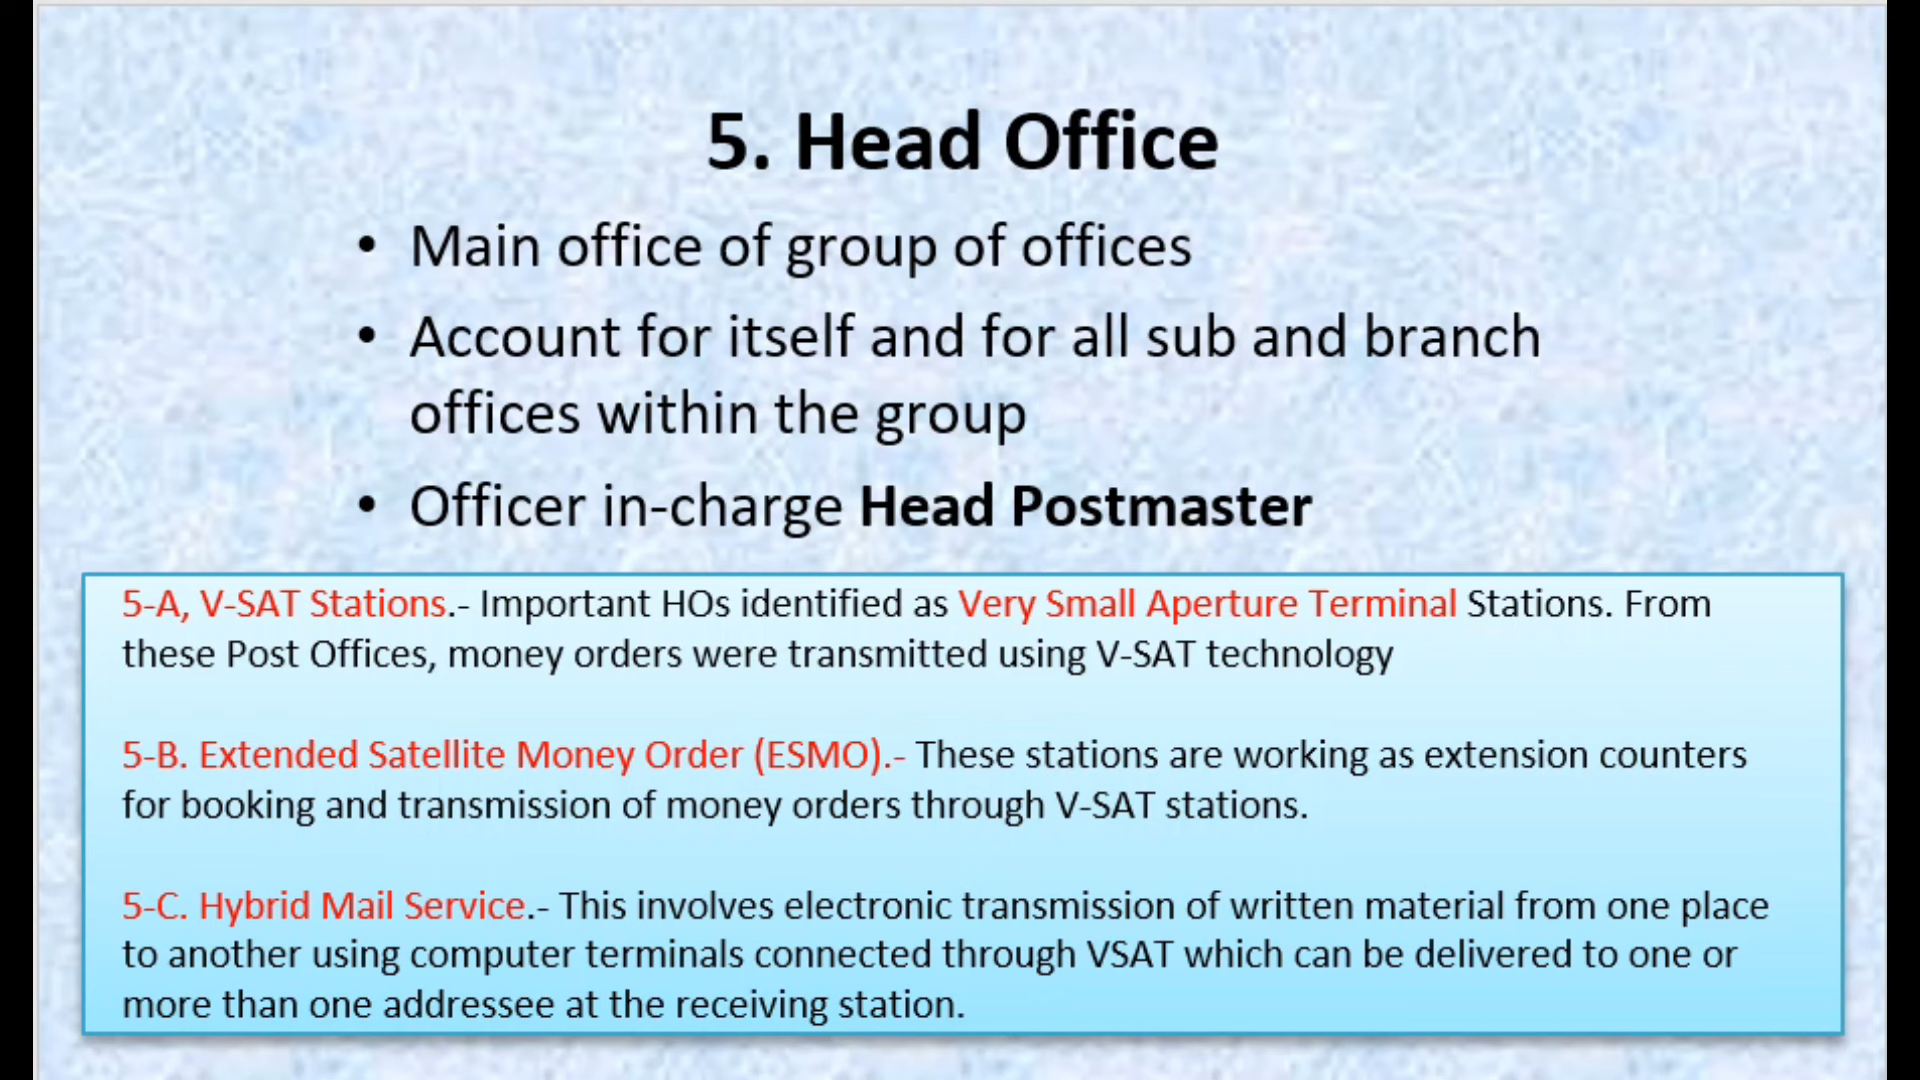 5. Head Office
• Main office of group of offices
• Account for itself and for all sub and branch
offices within the group
• Officer in-charge Head Postmaster
5-A, V-SAT Stations.- Important HOs identified as Very Small Aperture Terminal Stations. From
these Post Offices, money orders were transmitted using V-SAT technology
5-B. Extended Satellite Money Order (ESMO).- These stations are working as extension counters
for booking and transmission of money orders through V-SAT stations.
5-C. Hybrid Mail Service.- This involves electronic transmission of written material from one place
to another using computer terminals connected through VSAT which can be delivered to one or
more than one addressee at the receiving station.